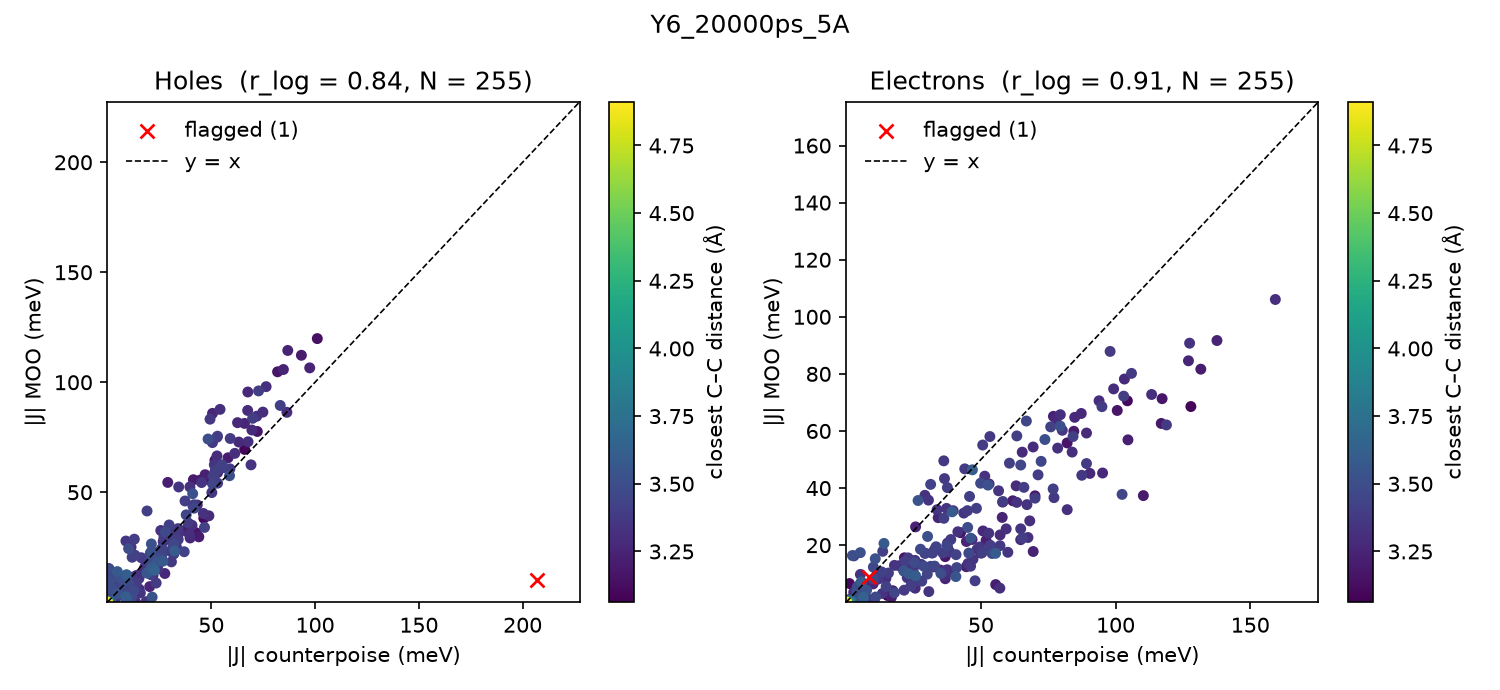 Y6_20000ps_5A
Holes  (r_log = 0.84, N = 255)
flagged (1)
y = x
200
150
100
50
50
100
150
200
|J| MOO (meV)
|J| counterpoise (meV)
4.75
4.50
4.25
4.00
3.75
3.50
3.25
closest C–C distance (Å)
Electrons  (r_log = 0.91, N = 255)
flagged (1)
y = x
160
140
120
100
80
60
40
20
50
100
150
|J| MOO (meV)
|J| counterpoise (meV)
4.75
4.50
4.25
4.00
3.75
3.50
3.25
closest C–C distance (Å)